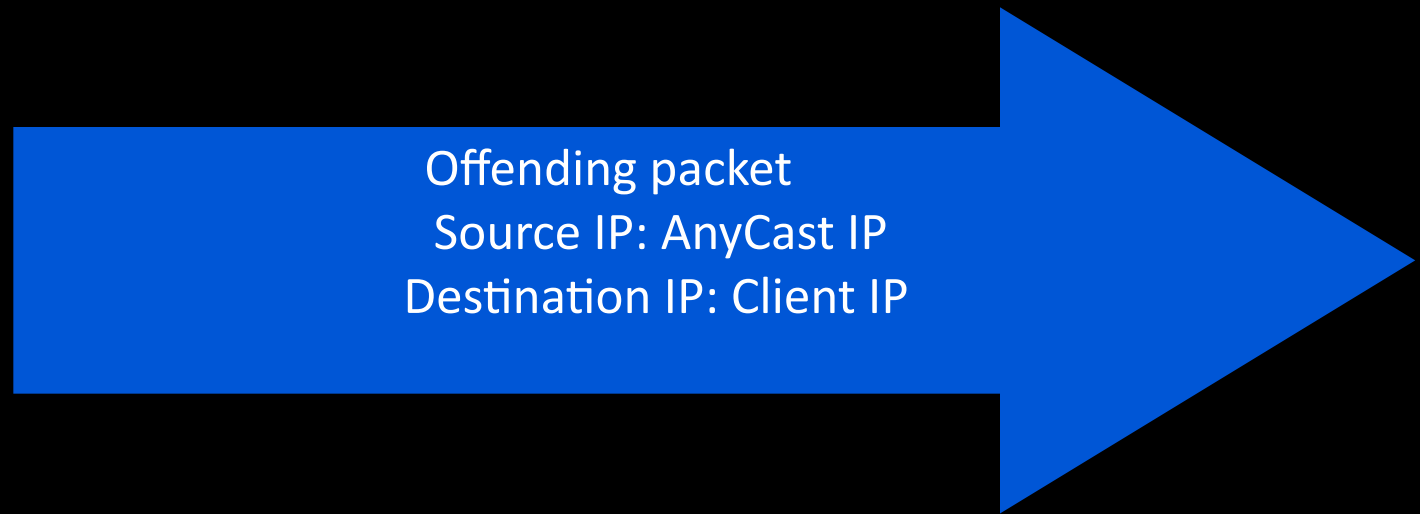 Offending packet
Source IP: AnyCast IP
Destination IP: Client IP